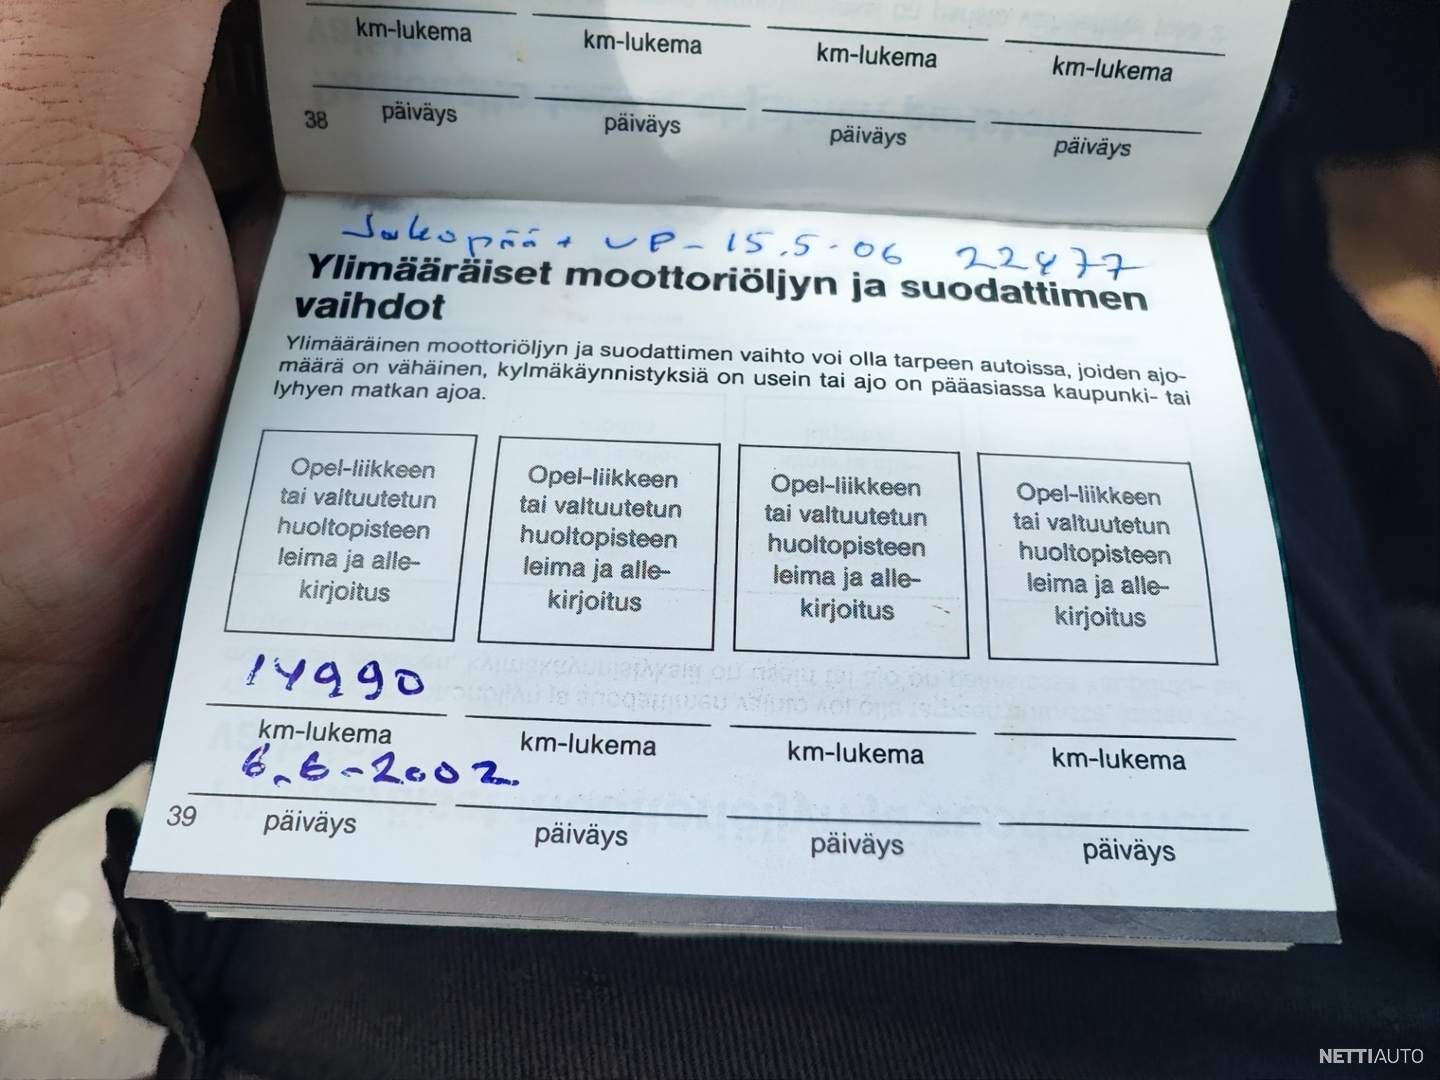 km-lukema km-lukema km-lukema km-lukema
päiväys päiväys päiväys päiväys
38
Jakopää + VP - 15.5.06 22477
Ylimääräiset moottoriöljyn ja suodattimen
vaihdot
Ylimääräinen moottoriöljyn ja suodattimen vaihto voi olla tarpeen autoissa, joiden ajo-
määrä on vähäinen, kylmäkäynnistyksiä on usein tai ajo on pääasiassa kaupunki- tai
lyhyen matkan ajoa.
Opel-liikkeen
tai valtuutetun
huoltopisteen
leima ja alle-
kirjoitus
Opel-liikkeen
tai valtuutetun
huoltopisteen
leima ja alle-
kirjoitus
Opel-liikkeen
tai valtuutetun
huoltopisteen
leima ja alle-
kirjoitus
Opel-liikkeen
tai valtuutetun
huoltopisteen
leima ja alle-
kirjoitus
14990
km-lukema km-lukema km-lukema km-lukema
6.6-2002.
päiväys päiväys päiväys päiväys
39
NETTIAUTO